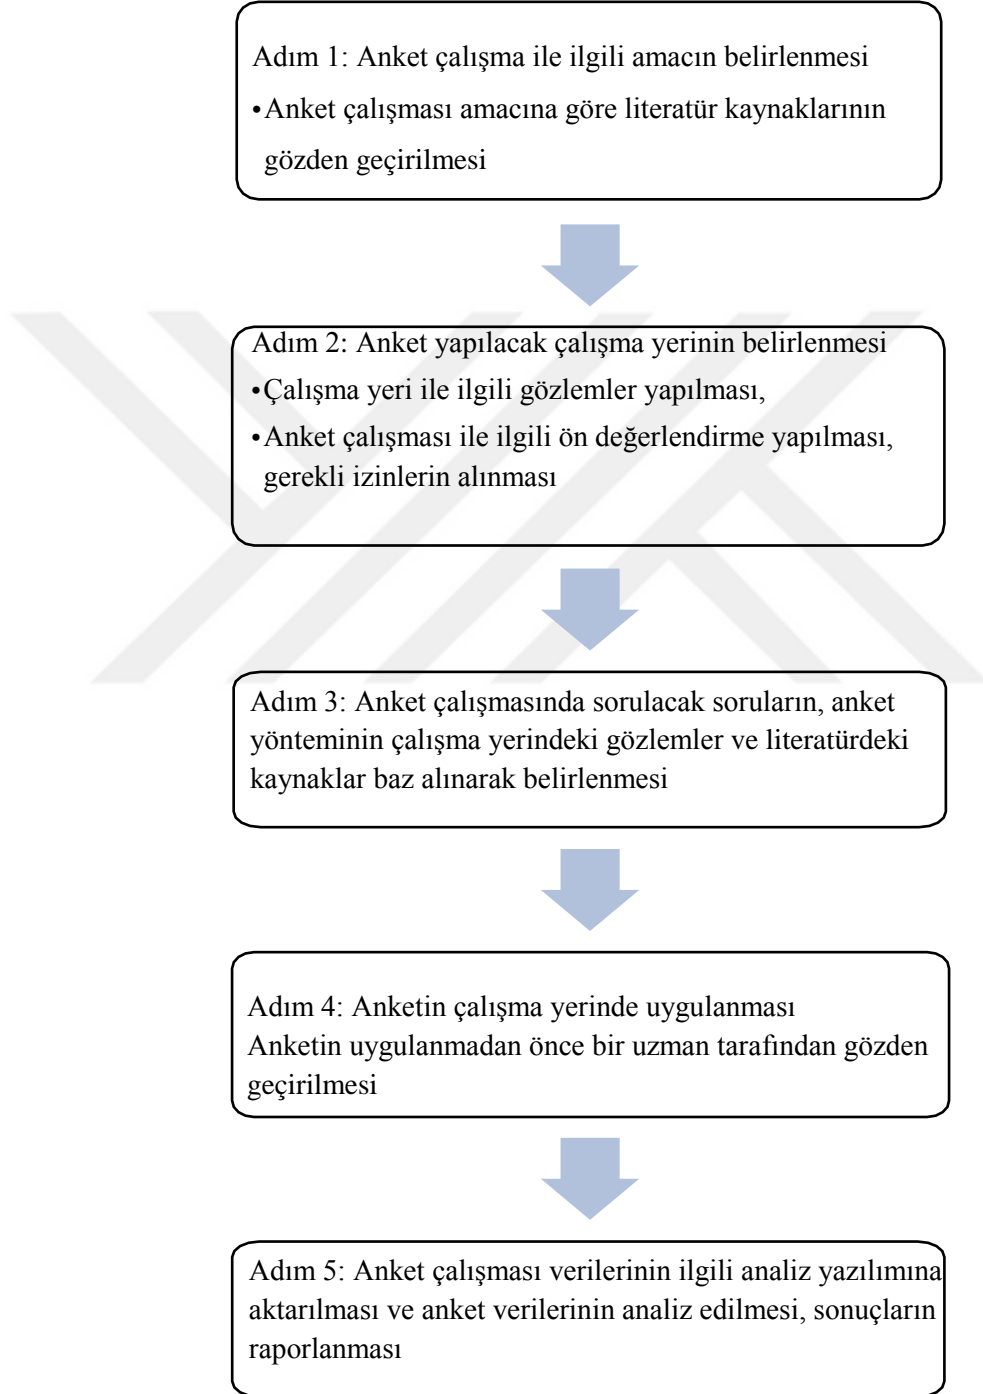 Adım 1: Anket çalışma ile ilgili amacın belirlenmesi
•Anket çalışması amacına göre literatür kaynaklarının
gözden geçirilmesi
Adım 2: Anket yapılacak çalışma yerinin belirlenmesi
•Çalışma yeri ile ilgili gözlemler yapılması,
•Anket çalışması ile ilgili ön değerlendirme yapılması,
gerekli izinlerin alınması
Adım 3: Anket çalışmasında sorulacak soruların, anket
yönteminin çalışma yerindeki gözlemler ve literatürdeki
kaynaklar baz alınarak belirlenmesi
Adım 4: Anketin çalışma yerinde uygulanması
Anketin uygulanmadan önce bir uzman tarafından gözden
geçirilmesi
Adım 5: Anket çalışması verilerinin ilgili analiz yazılımına
aktarılması ve anket verilerinin analiz edilmesi, sonuçların
raporlanması